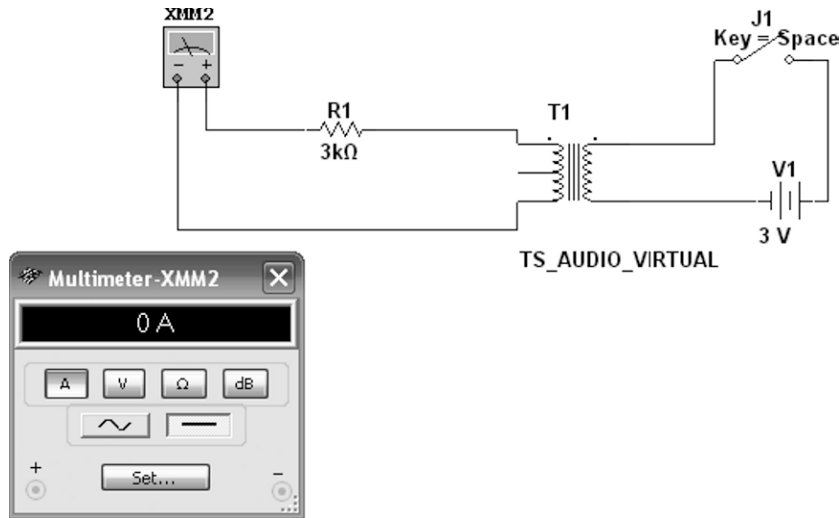 XMM2
J1
Key = Space
R1
3kΩ
T1
V1
3 V
TS_AUDIO_VIRTUAL
Multimeter-XMM2
0 A
A V Ω dB
+ Set... −